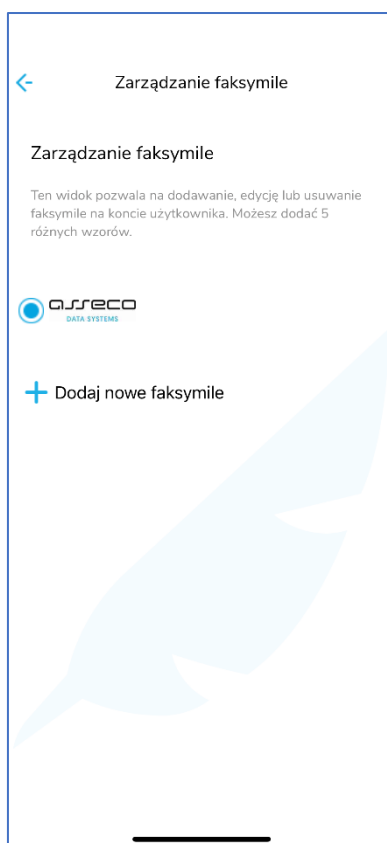 Zarządzanie faksymile
Zarządzanie faksymile
Ten widok pozwala na dodawanie, edycję lub usuwanie
faksymile na koncie użytkownika. Możesz dodać 5
różnych wzorów.
asseco
DATA SYSTEMS
Dodaj nowe faksymile